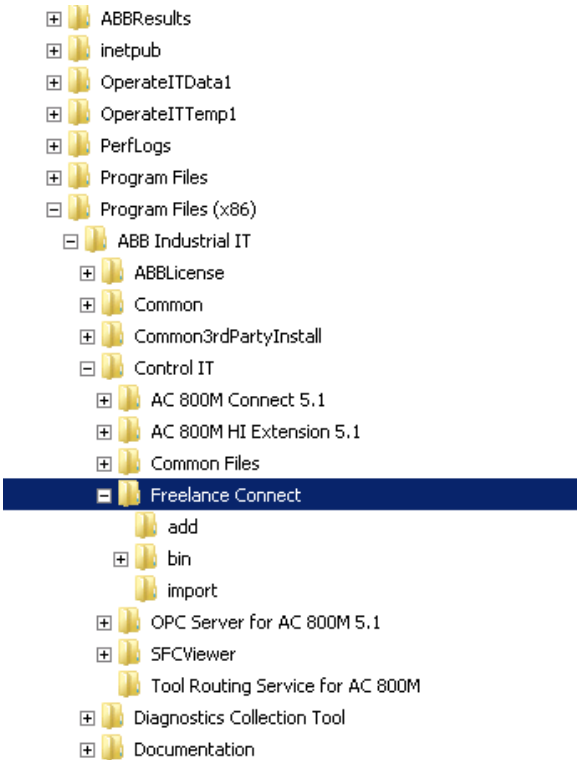 ABBResults
inetpub
OperateITData1
OperateITTemp1
PerfLogs
Program Files
Program Files (x86)
ABB Industrial IT
ABBLicense
Common
Common3rdPartyInstall
Control IT
AC 800M Connect 5.1
AC 800M HI Extension 5.1
Common Files
Freelance Connect
add
bin
import
OPC Server for AC 800M 5.1
SFCViewer
Tool Routing Service for AC 800M
Diagnostics Collection Tool
Documentation